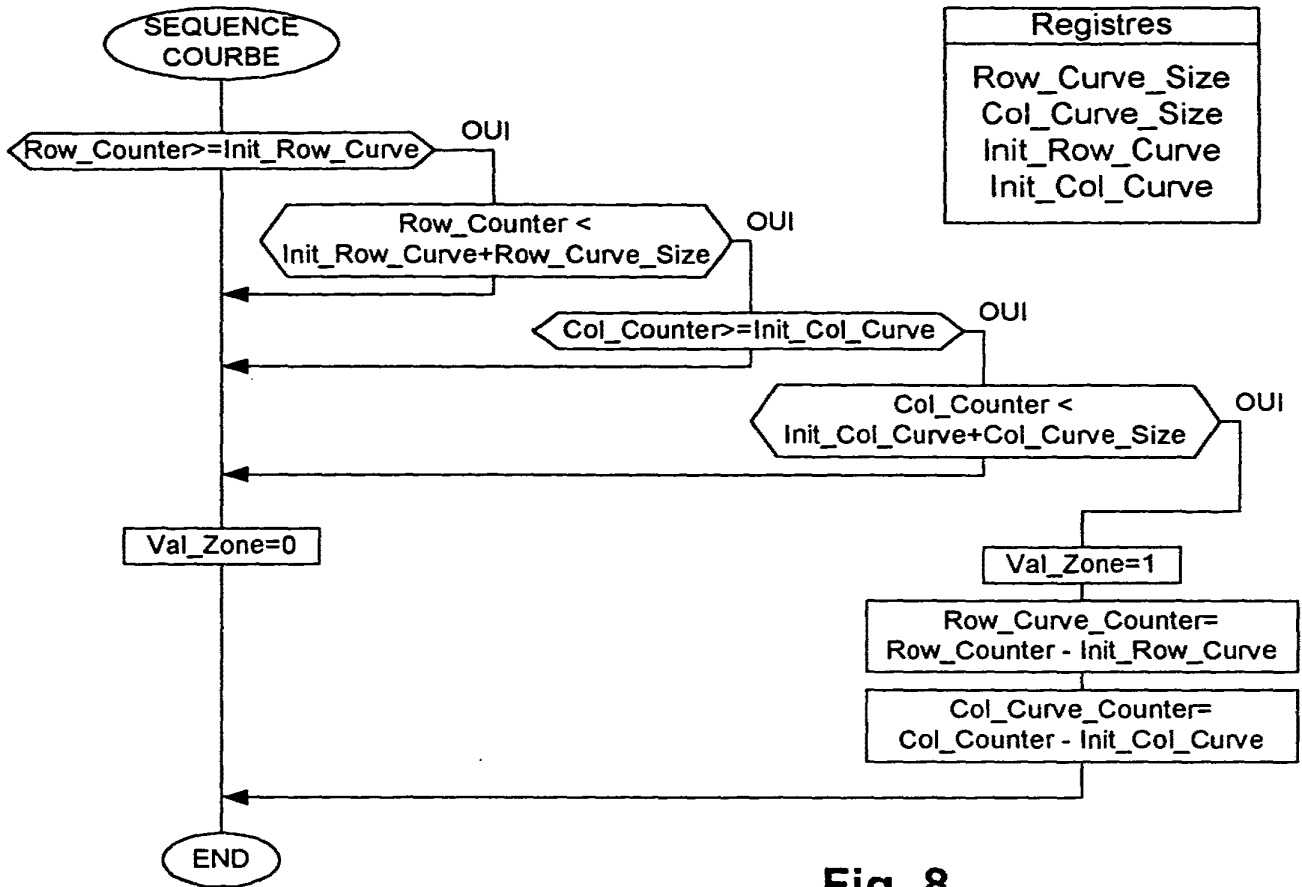 SEQUENCE
COURBE
Registres
Row_Curve_Size
Col_Curve_Size
Init_Row_Curve
Init_Col_Curve
Row_Counter>=Init_Row_Curve
OUI
Row_Counter <
Init_Row_Curve+Row_Curve_Size
OUI
Col_Counter>=Init_Col_Curve
OUI
Col_Counter <
Init_Col_Curve+Col_Curve_Size
OUI
Val_Zone=0
Val_Zone=1
Row_Curve_Counter=
Row_Counter - Init_Row_Curve
Col_Curve_Counter=
Col_Counter - Init_Col_Curve
END
Fig. 8